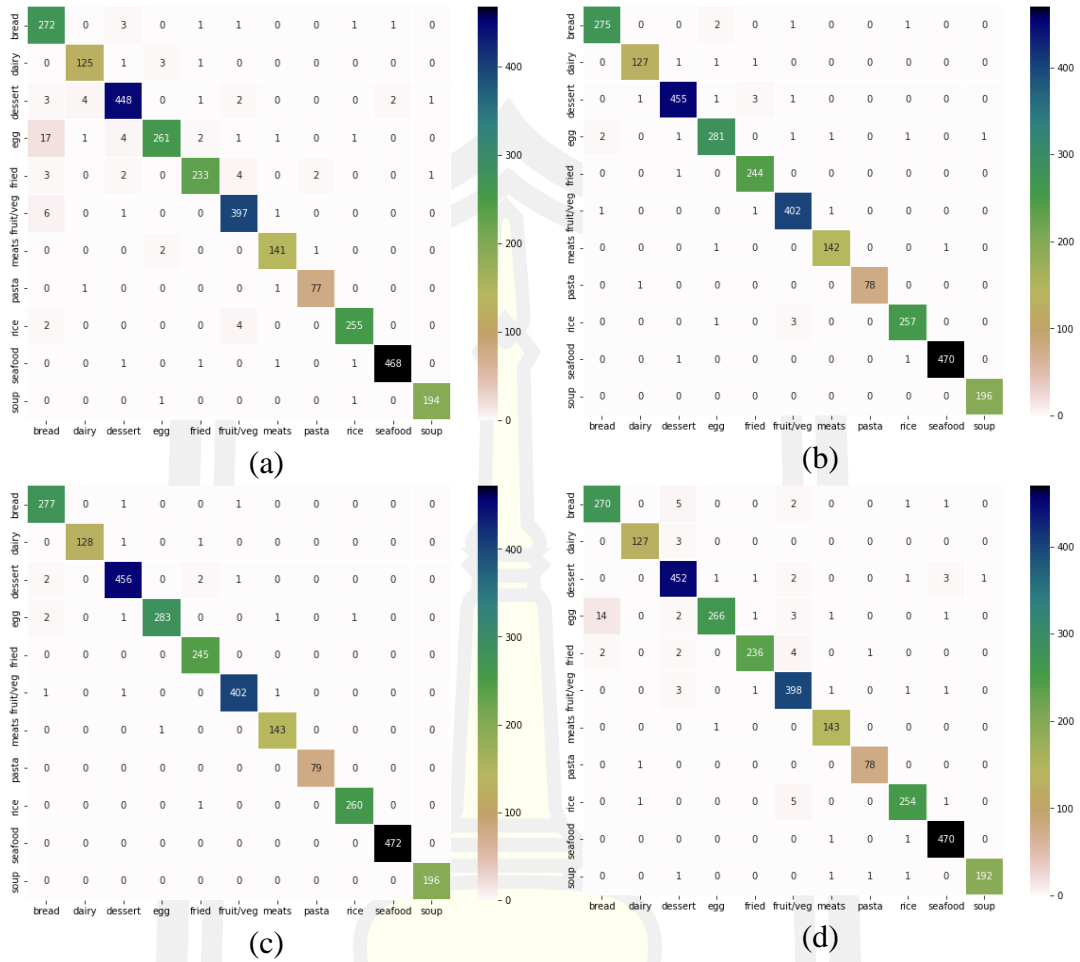 bread 272 0 3 0 1 1 0 0 1 1 0
dairy 0 125 1 3 1 0 0 0 0 0 0
dessert 3 4 448 0 1 2 0 0 0 2 1
egg 17 1 4 261 2 1 1 0 1 0 0
fried 3 0 2 0 233 4 0 2 0 0 1
fruit/veg 6 0 1 0 0 397 1 0 0 0 0
meats 0 0 0 2 0 0 141 1 0 0 0
pasta 0 1 0 0 0 0 1 77 0 0 0
rice 2 0 0 0 0 4 0 0 255 0 0
seafood 0 0 1 0 1 0 1 0 1 468 0
soup 0 0 0 1 0 0 0 0 1 0 194
bread dairy dessert egg fried fruit/veg meats pasta rice seafood soup
400
300
200
100
0
(a)
bread 275 0 0 2 0 1 0 0 1 0 0
dairy 0 127 1 1 1 0 0 0 0 0 0
dessert 0 1 455 1 3 1 0 0 0 0 0
egg 2 0 1 281 0 1 1 0 1 0 1
fried 0 0 1 0 244 0 0 0 0 0 0
fruit/veg 1 0 0 0 1 402 1 0 0 0 0
meats 0 0 0 1 0 0 142 0 0 1 0
pasta 0 1 0 0 0 0 0 78 0 0 0
rice 0 0 0 1 0 3 0 0 257 0 0
seafood 0 0 1 0 0 0 0 0 1 470 0
soup 0 0 0 0 0 0 0 0 0 0 196
bread dairy dessert egg fried fruit/veg meats pasta rice seafood soup
400
300
200
100
0
(b)
bread 277 0 1 0 0 1 0 0 0 0 0
dairy 0 128 1 0 1 0 0 0 0 0 0
dessert 2 0 456 0 2 1 0 0 0 0 0
egg 2 0 1 283 0 0 1 0 1 0 0
fried 0 0 0 0 245 0 0 0 0 0 0
fruit/veg 1 0 1 0 0 402 1 0 0 0 0
meats 0 0 0 1 0 0 143 0 0 0 0
pasta 0 0 0 0 0 0 0 79 0 0 0
rice 0 0 0 0 1 0 0 0 260 0 0
seafood 0 0 0 0 0 0 0 0 0 472 0
soup 0 0 0 0 0 0 0 0 0 0 196
bread dairy dessert egg fried fruit/veg meats pasta rice seafood soup
400
300
200
100
0
(c)
bread 270 0 5 0 0 2 0 0 1 1 0
dairy 0 127 3 0 0 0 0 0 0 0 0
dessert 0 0 452 1 1 2 0 0 1 3 1
egg 14 0 2 266 1 3 1 0 0 1 0
fried 2 0 2 0 236 4 0 1 0 0 0
fruit/veg 0 0 3 0 1 398 1 0 1 1 0
meats 0 0 0 1 0 0 143 0 0 0 0
pasta 0 1 0 0 0 0 0 78 0 0 0
rice 0 1 0 0 0 5 0 0 254 1 0
seafood 0 0 0 0 0 0 1 0 1 470 0
soup 0 0 1 0 0 0 1 1 1 0 192
bread dairy dessert egg fried fruit/veg meats pasta rice seafood soup
400
300
200
100
0
(d)